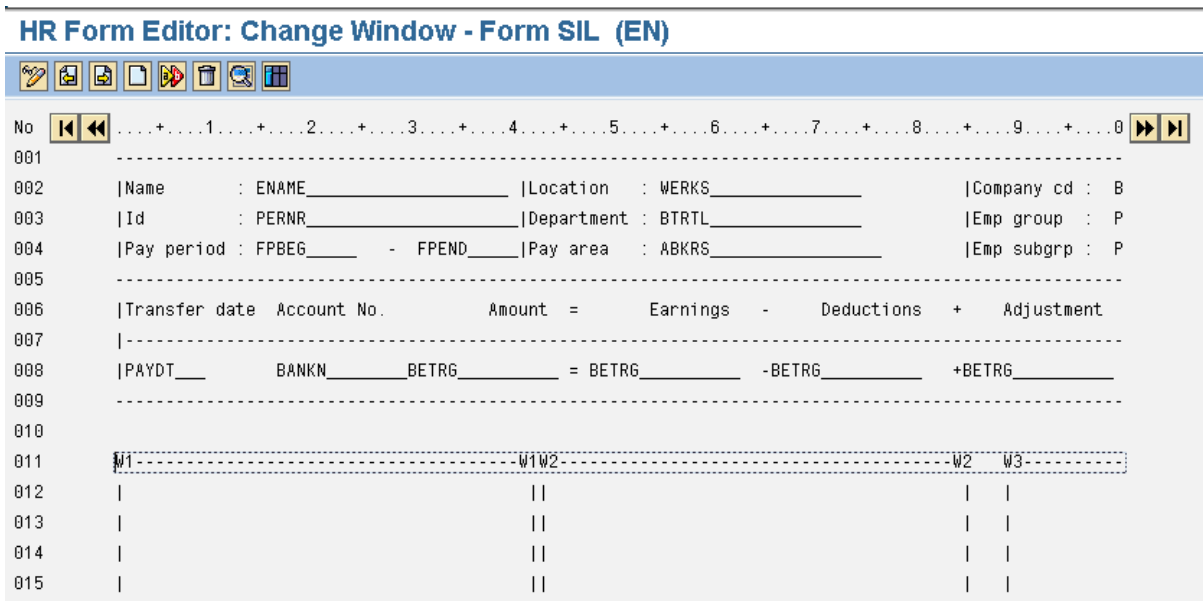 HR Form Editor: Change Window - Form SIL (EN)
No ....+....1....+....2....+....3....+....4....+....5....+....6....+....7....+....8....+....9....+....0
001 -----------------------------------------------------------------------------------------------------
002 |Name       : ENAME____________________ |Location   : WERKS_______________          |Company cd :  B
003 |Id         : PERNR_____________________|Department : BTRTL_______________          |Emp group  :  P
004 |Pay period : FPBEG_____   -  FPEND_____|Pay area   : ABKRS_________________        |Emp subgrp :  P
005 -----------------------------------------------------------------------------------------------------
006 |Transfer date  Account No.          Amount  =       Earnings   -     Deductions   +    Adjustment
007 |----------------------------------------------------------------------------------------------------
008 |PAYDT___       BANKN________BETRG__________ = BETRG__________  -BETRG__________   +BETRG__________
009 -----------------------------------------------------------------------------------------------------
010
011 W1--------------------------------------W1W2---------------------------------------W2   W3----------
012 |                                        ||                                          |   |
013 |                                        ||                                          |   |
014 |                                        ||                                          |   |
015 |                                        ||                                          |   |